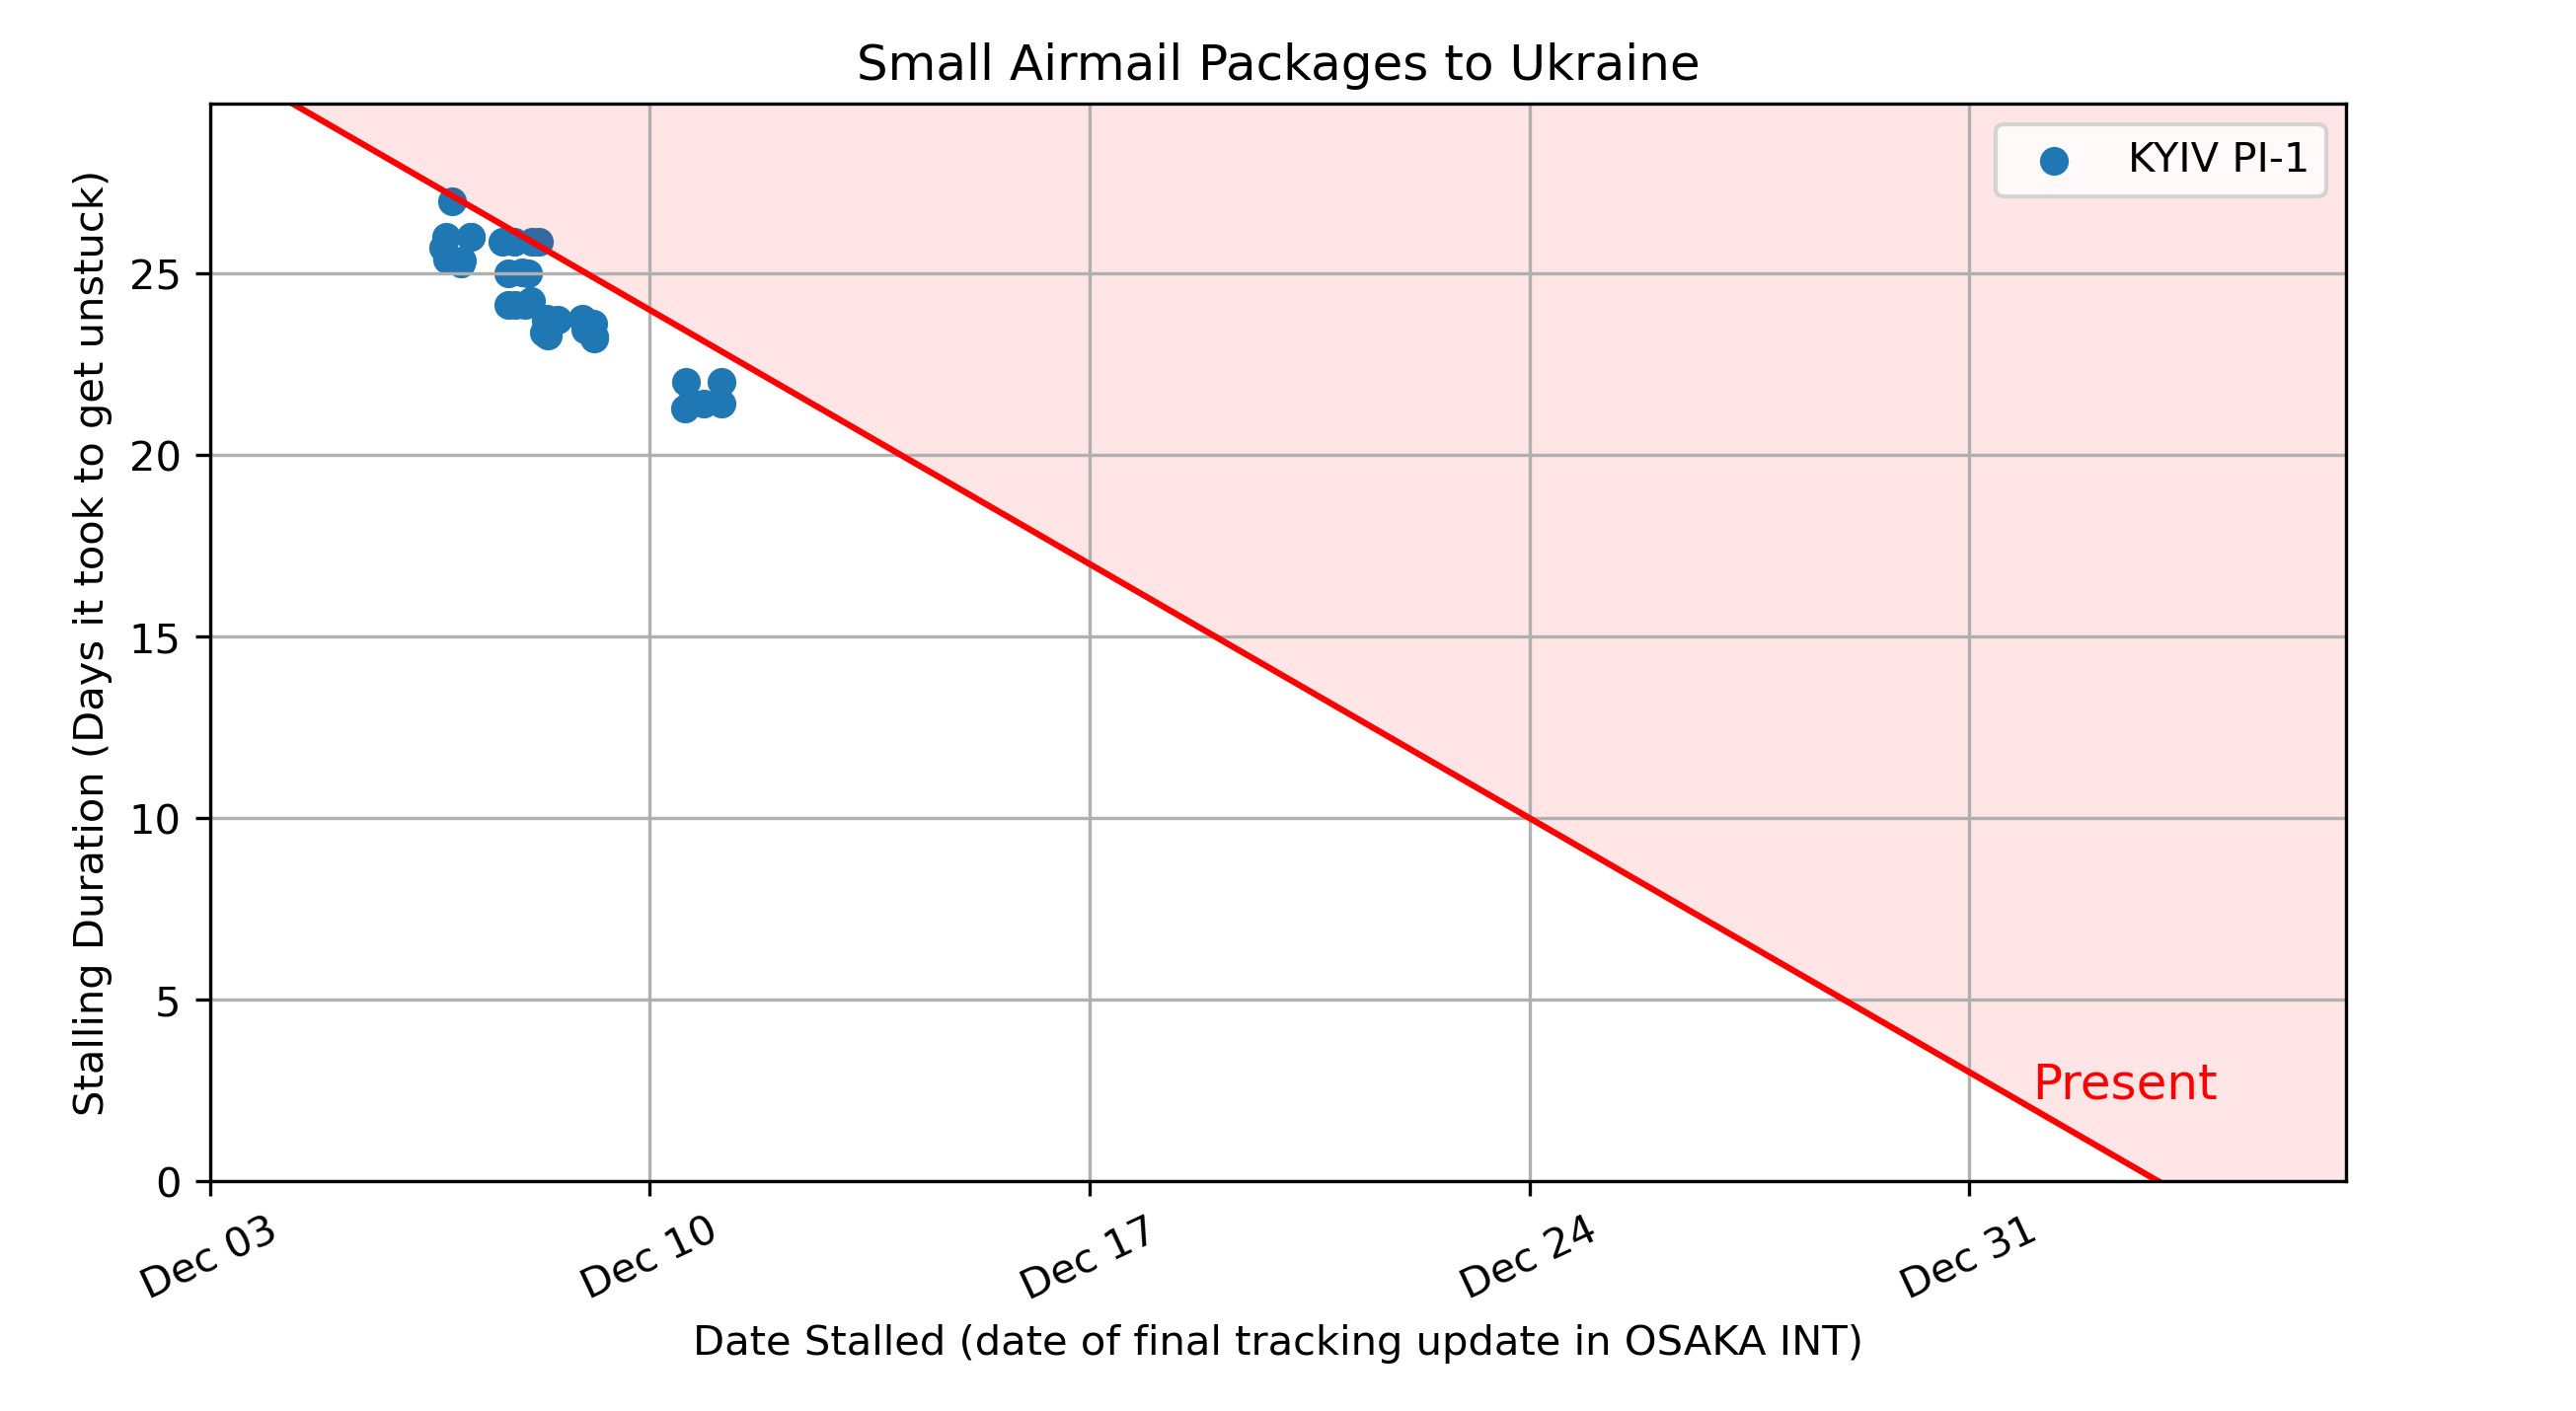 Small Airmail Packages to Ukraine
KYIV PI-1
Stalling Duration (Days it took to get unstuck)
25
20
15
10
5
0
Present
Dec 03
Dec 10
Dec 17
Dec 24
Dec 31
Date Stalled (date of final tracking update in OSAKA INT)